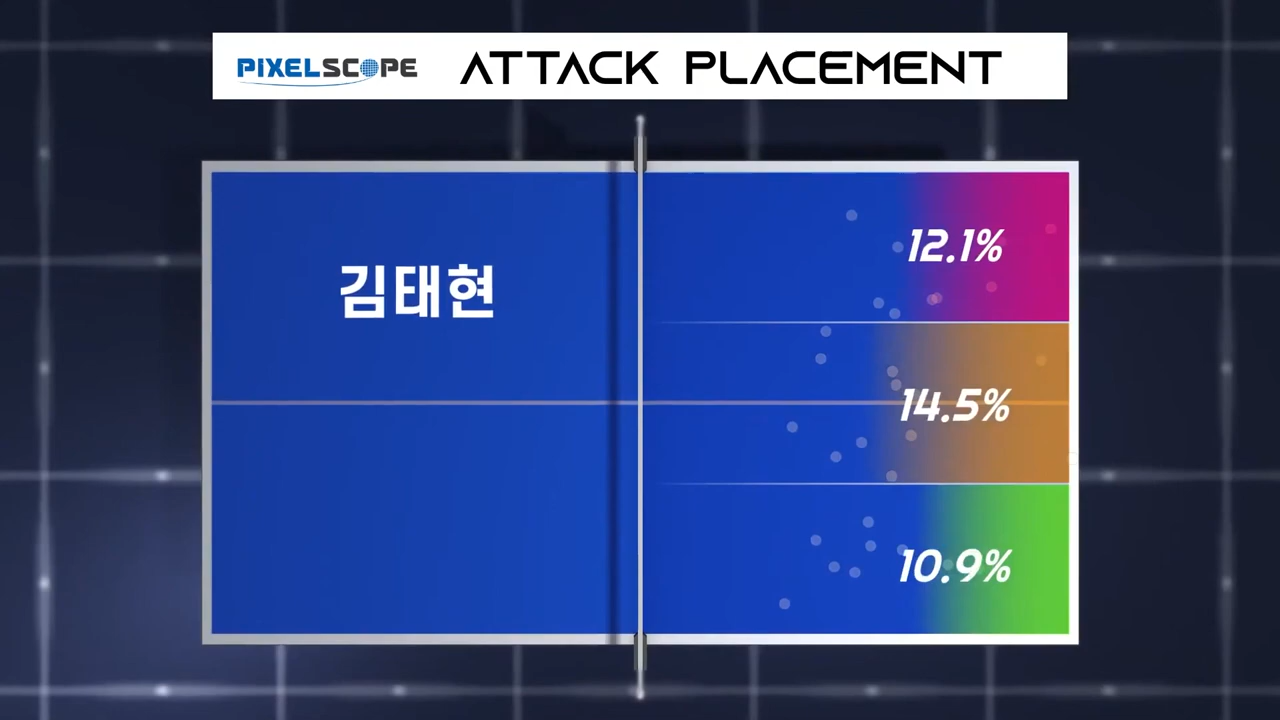 PIXELSCOPE ATTACK PLACEMENT
김태현
12.1%
14.5%
10.9%